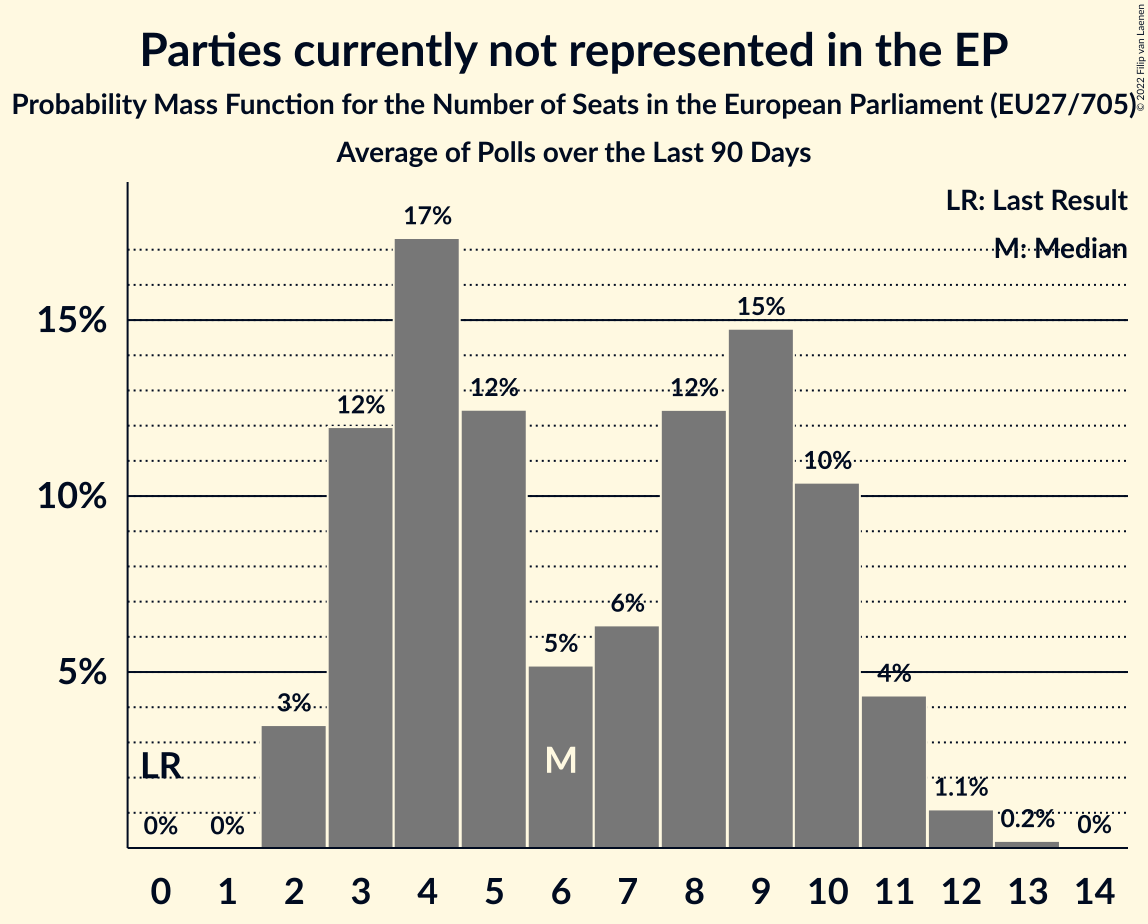 Parties currently not represented in the EP
Probability Mass Function for the Number of Seats in the European Parliament (EU27/705)
Average of Polls over the Last 90 Days
© 2022 Filip van Laenen
LR: Last Result
M: Median
15%
10%
5%
0%
0%
3%
12%
17%
12%
5%
6%
12%
15%
10%
4%
1.1%
0.2%
0%
LR
M
0 1 2 3 4 5 6 7 8 9 10 11 12 13 14